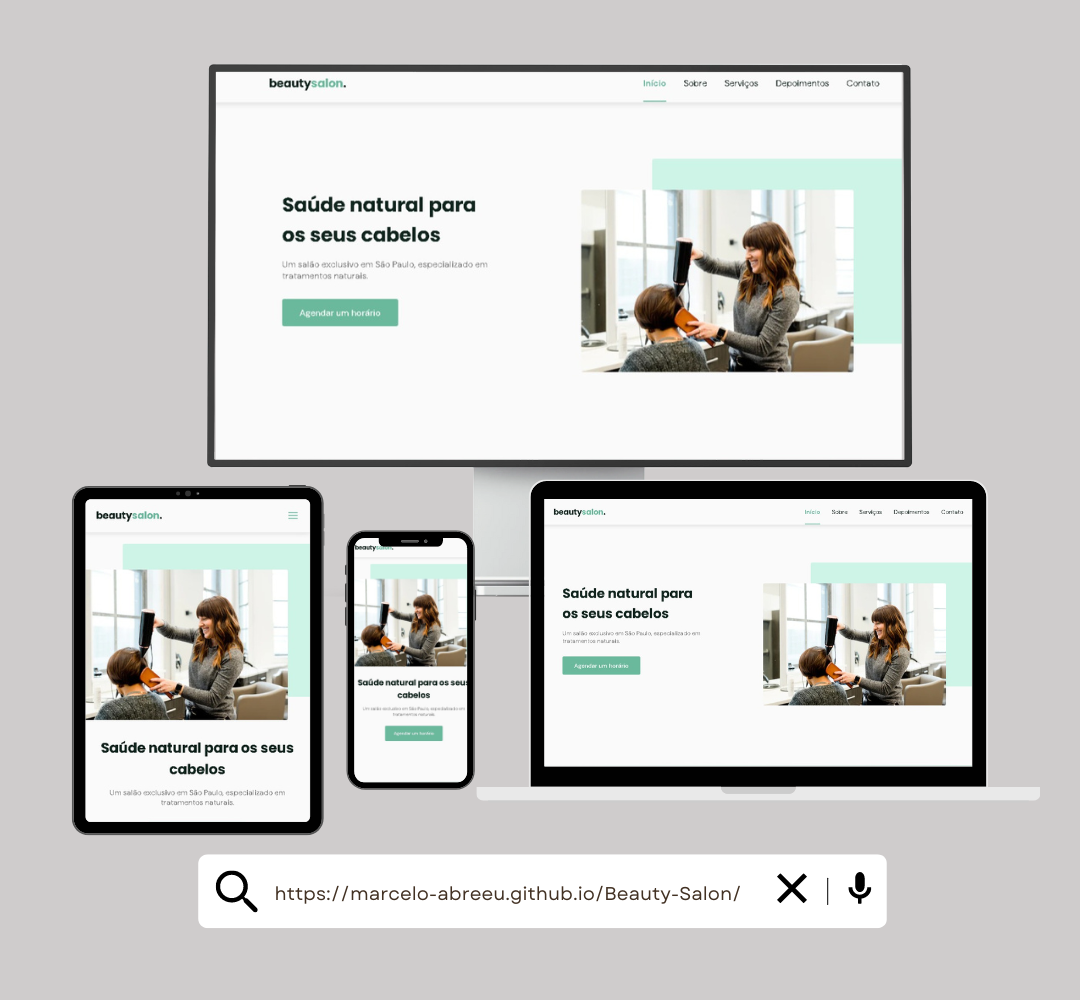 beautysalon.
Início Sobre Serviços Depoimentos Contato
Saúde natural para
os seus cabelos
Um salão exclusivo em São Paulo, especializado em
tratamentos naturais.
Agendar um horário
beautysalon.
Saúde natural para os seus
cabelos
Um salão exclusivo em São Paulo, especializado em
tratamentos naturais.
beautysalon.
Saúde natural para os seus
cabelos
Um salão exclusivo em São Paulo, especializado em
tratamentos naturais.
Agendar um horário
beautysalon.
Início Sobre Serviços Depoimentos Contato
Saúde natural para
os seus cabelos
Um salão exclusivo em São Paulo, especializado em
tratamentos naturais.
Agendar um horário
https://marcelo-abreeu.github.io/Beauty-Salon/